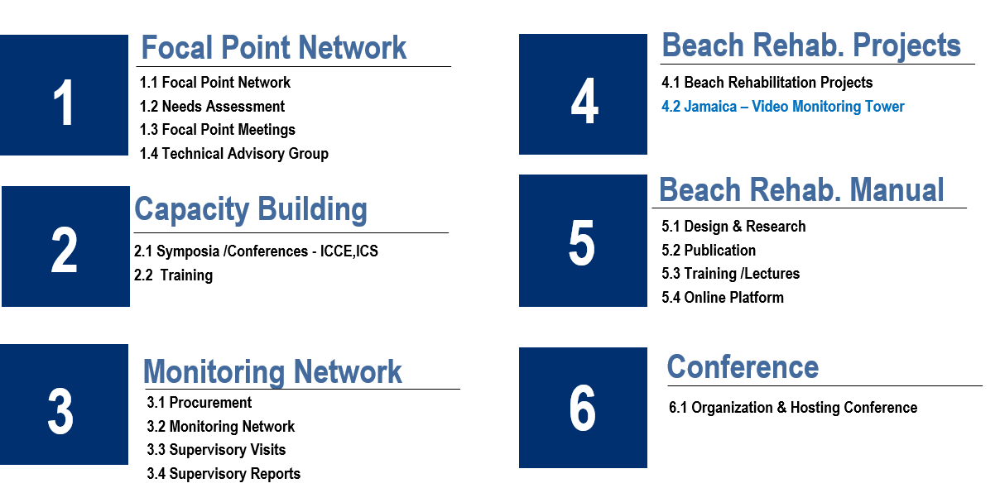 1
Focal Point Network
1.1 Focal Point Network
1.2 Needs Assessment
1.3 Focal Point Meetings
1.4 Technical Advisory Group
2
Capacity Building
2.1 Symposia /Conferences - ICCE,ICS
2.2  Training
3
Monitoring Network
3.1 Procurement
3.2 Monitoring Network
3.3 Supervisory Visits
3.4 Supervisory Reports
4
Beach Rehab. Projects
4.1 Beach Rehabilitation Projects
4.2 Jamaica – Video Monitoring Tower
5
Beach Rehab. Manual
5.1 Design & Research
5.2 Publication
5.3 Training /Lectures
5.4 Online Platform
6
Conference
6.1 Organization & Hosting Conference